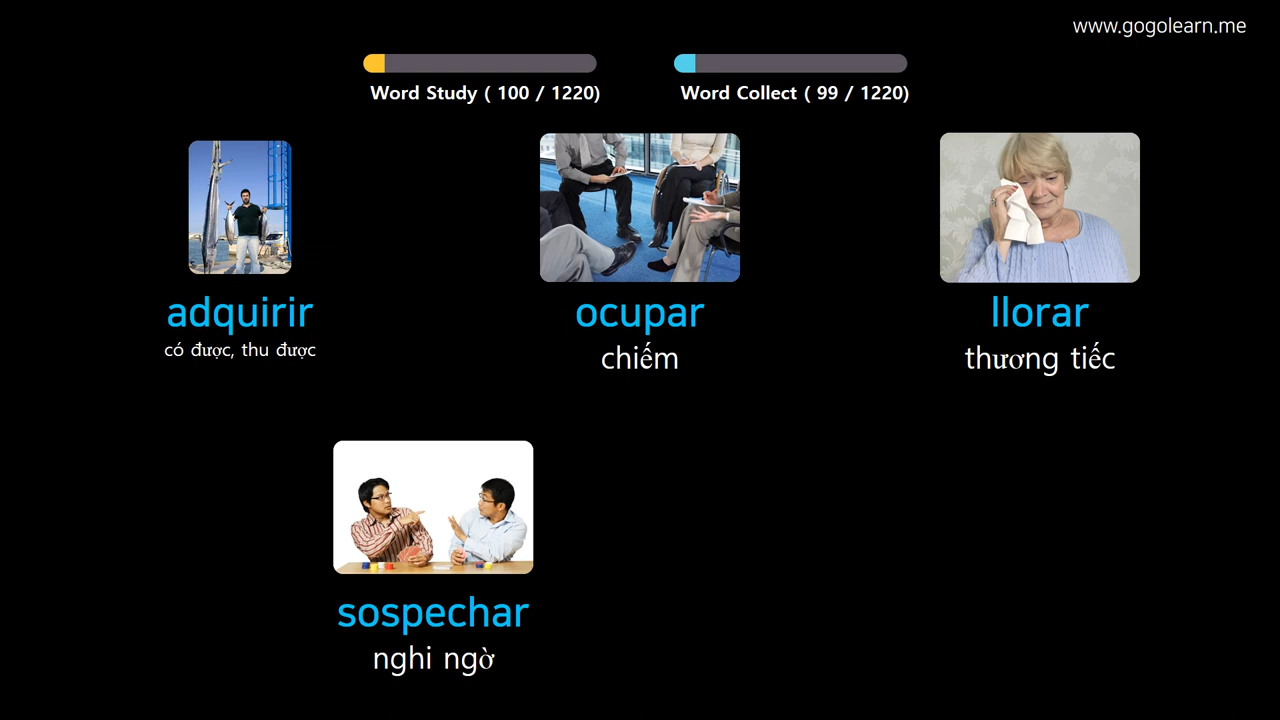 www.gogolearn.me
Word Study ( 100 / 1220)
Word Collect ( 99 / 1220)
adquirir
có được, thu được
ocupar
chiếm
llorar
thương tiếc
sospechar
nghi ngờ